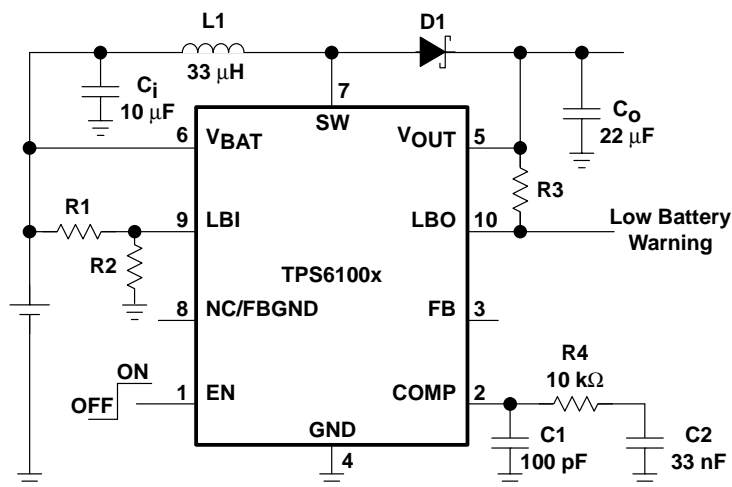 L1
33 μH
D1
Ci
10 μF
7
SW
Co
22 μF
6
VBAT
VOUT
5
R3
R1
9
LBI
LBO
10
Low Battery
Warning
R2
TPS6100x
8
NC/FBGND
FB
3
R4
10 kΩ
ON
OFF
1
EN
COMP
2
GND
4
C1
100 pF
C2
33 nF